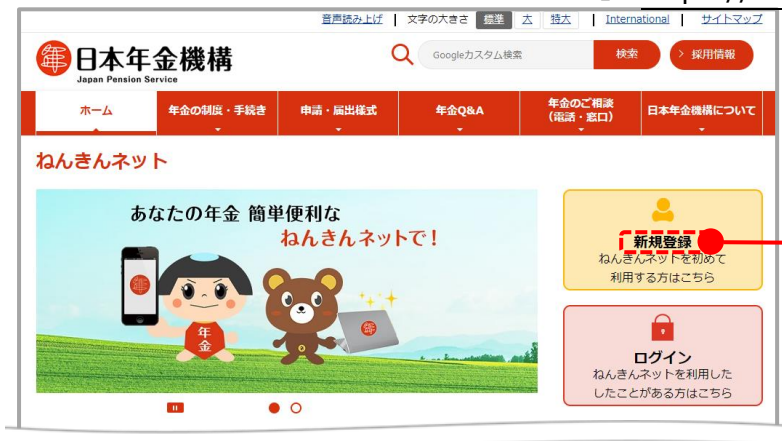 音声読み上げ | 文字の大きさ 標準 大 特大 | International | サイトマップ
年 日本年金機構
Japan Pension Service
Googleカスタム検索 検索 > 採用情報
ホーム 年金の制度・手続き 申請・届出様式 年金Q&A 年金のご相談(電話・窓口) 日本年金機構について
ねんきんネット
あなたの年金 簡単便利な
ねんきんネットで!
年
年金
年
新規登録
ねんきんネットを初めて
利用する方はこちら
ログイン
ねんきんネットを利用した
したことがある方はこちら